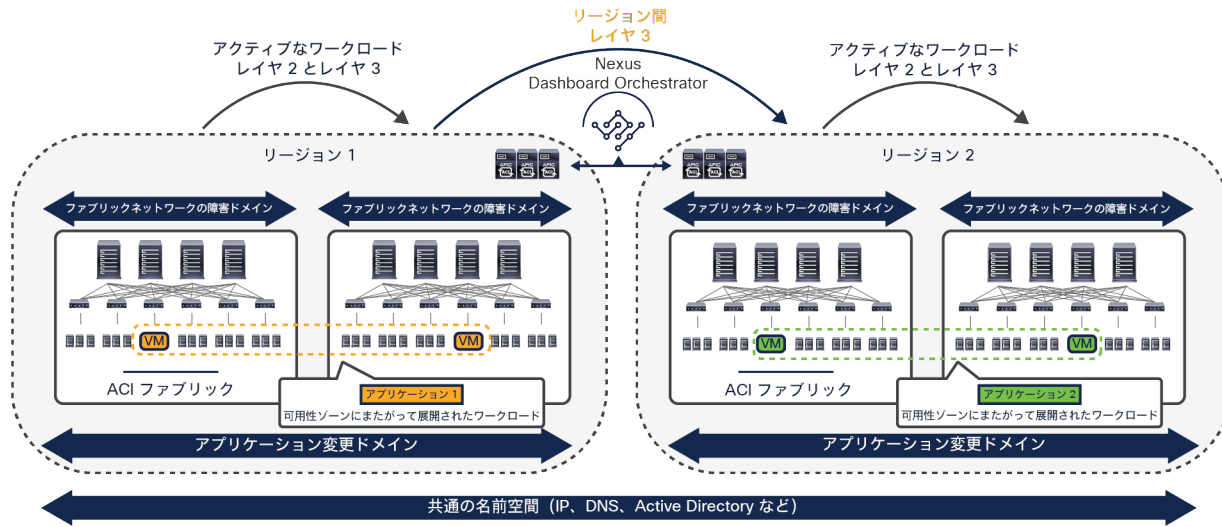 リージョン間
レイヤ 3
アクティブなワークロード
レイヤ 2 とレイヤ 3
Nexus
Dashboard Orchestrator
アクティブなワークロード
レイヤ 2 とレイヤ 3
リージョン 1
APIC
ACI
APIC
ACI
APIC
ACI
APIC
ACI
APIC
ACI
APIC
ACI
リージョン 2
ファブリックネットワークの障害ドメイン
ファブリックネットワークの障害ドメイン
ファブリックネットワークの障害ドメイン
ファブリックネットワークの障害ドメイン
VM
VM
VM
VM
ACI ファブリック
アプリケーション 1
可用性ゾーンにまたがって展開されたワークロード
ACI ファブリック
アプリケーション 2
可用性ゾーンにまたがって展開されたワークロード
アプリケーション変更ドメイン
アプリケーション変更ドメイン
共通の名前空間（IP、DNS、Active Directory など）